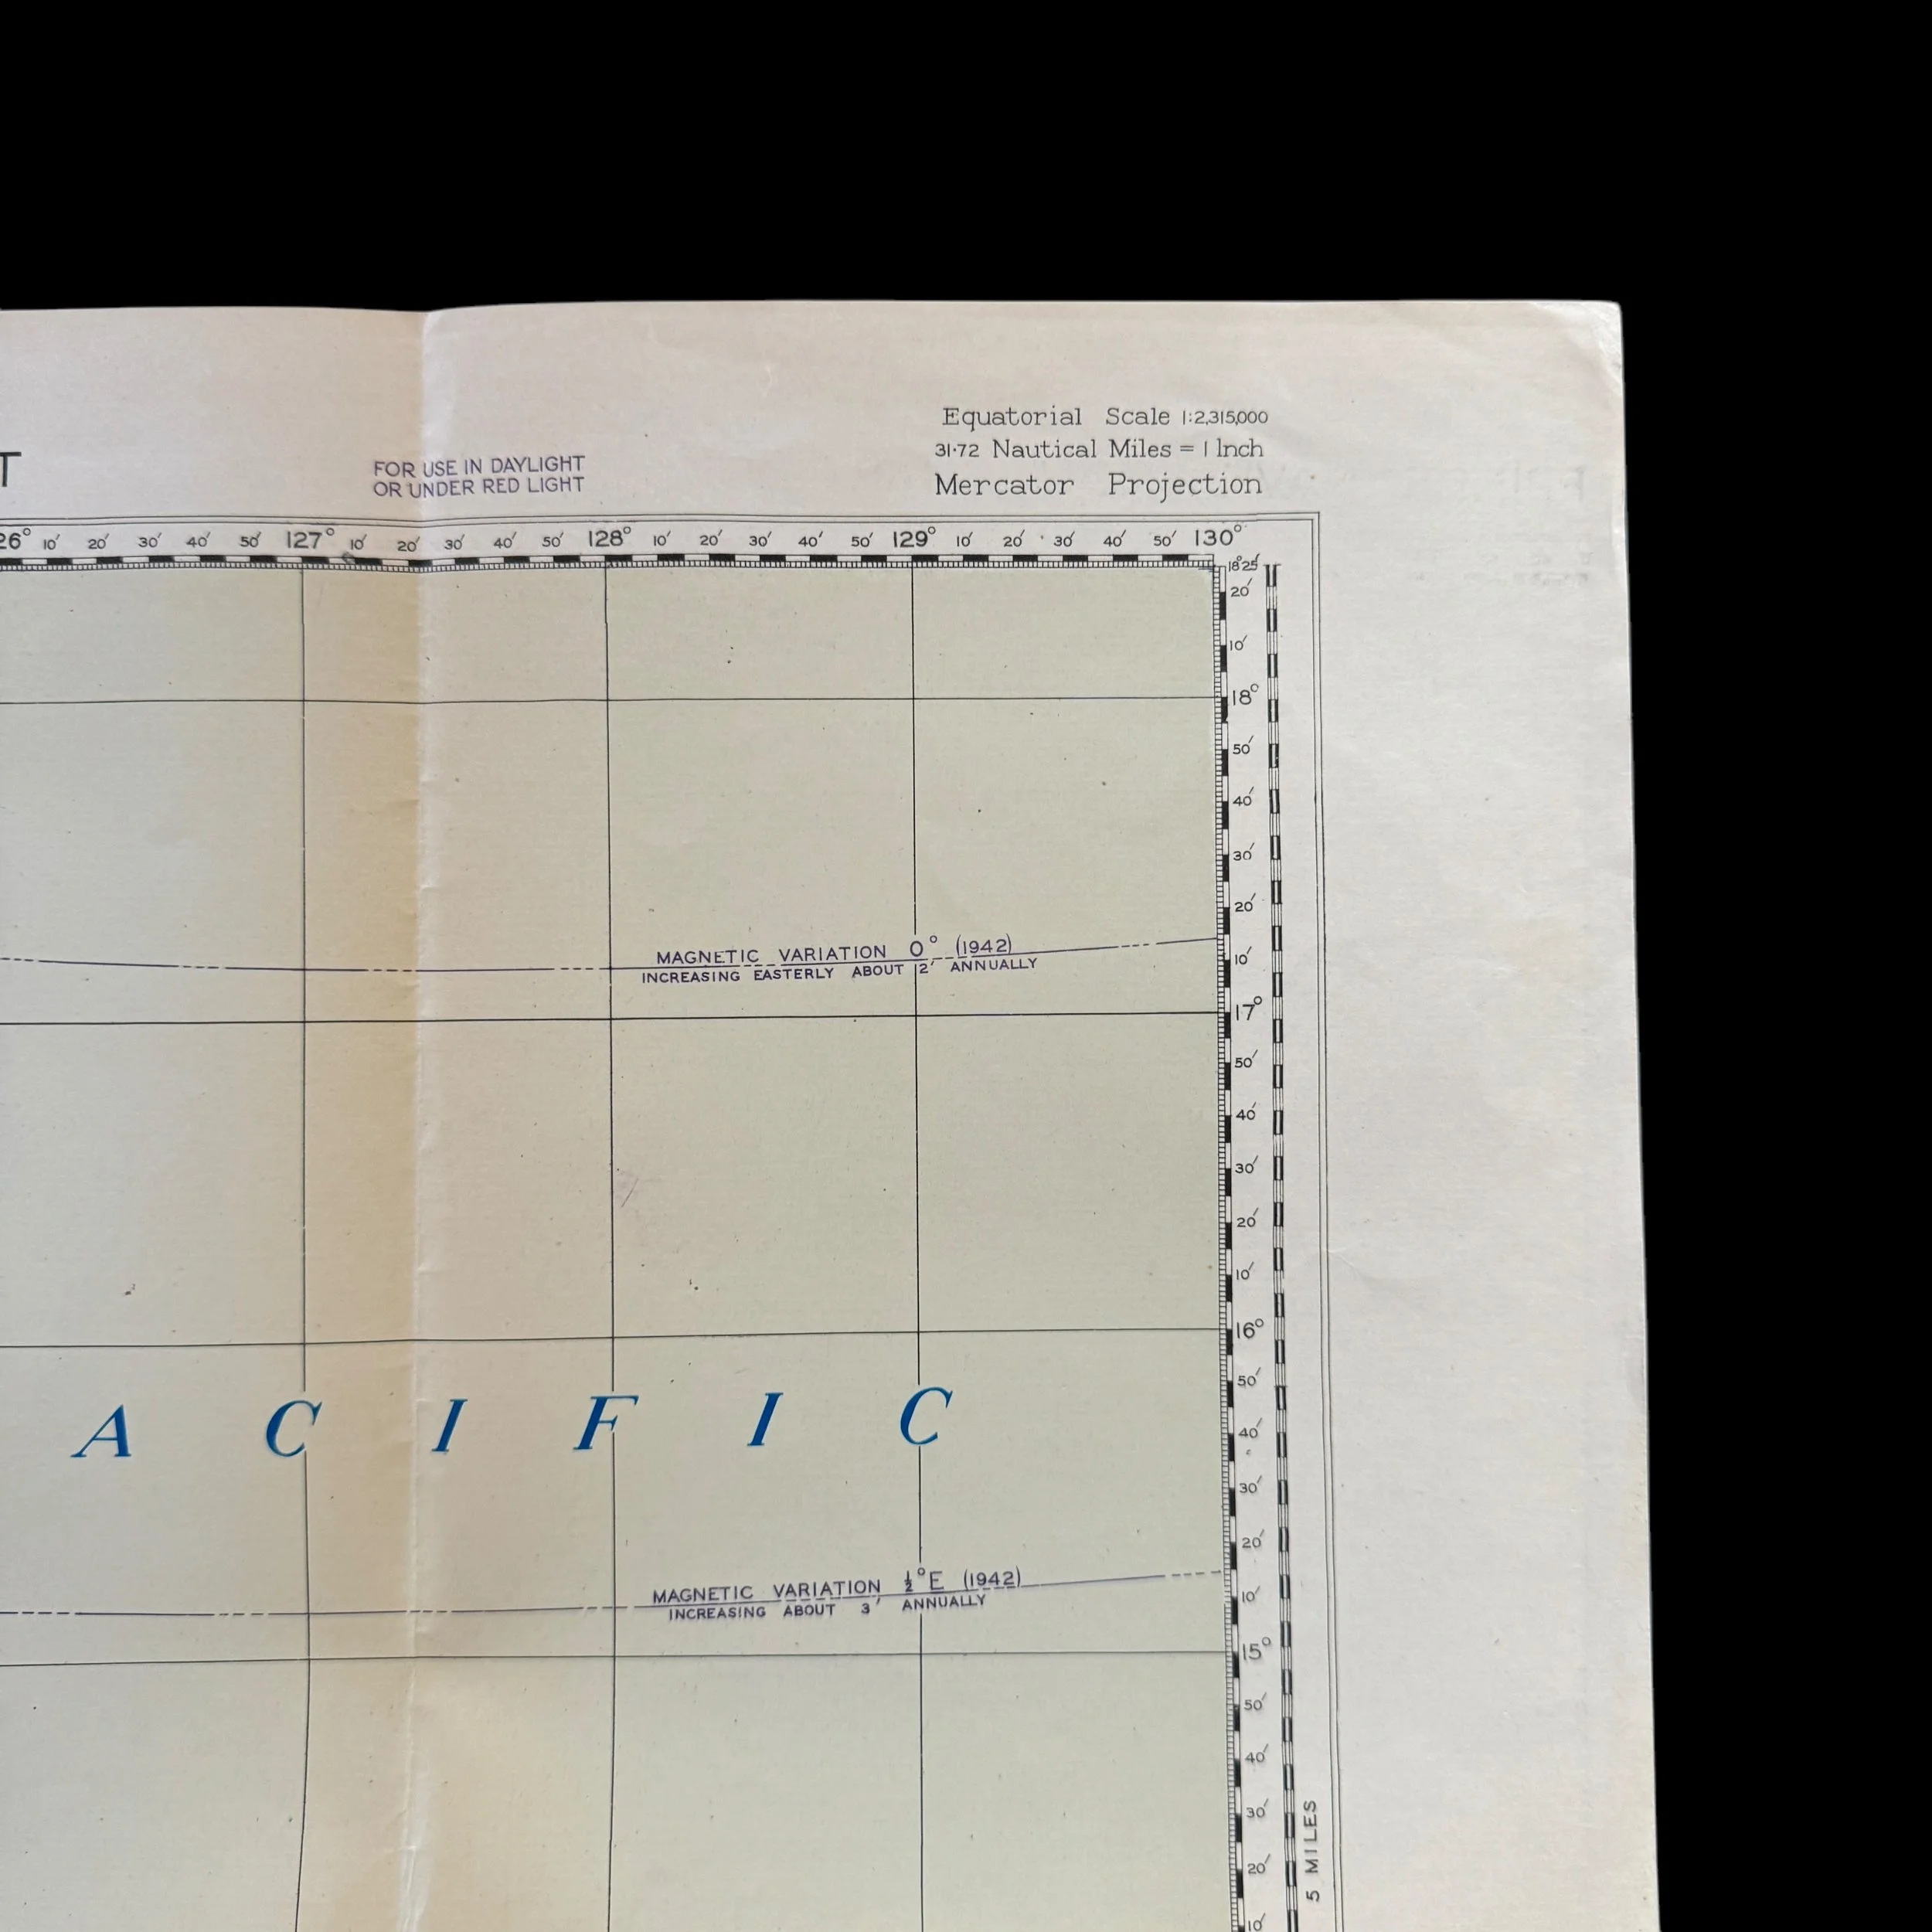 Equatorial Scale 1:2,315,000
31·72 Nautical Miles = 1 Inch
Mercator Projection
T
FOR USE IN DAYLIGHT
OR UNDER RED LIGHT
26° 10′ 20′ 30′ 40′ 50′ 127° 10′ 20′ 30′ 40′ 50′ 128° 10′ 20′ 30′ 40′ 50′ 129° 10′ 20′ 30′ 40′ 50′ 130°
18°25′
20′
10′
18°
50′
40′
30′
20′
MAGNETIC VARIATION 0° (1942)
INCREASING EASTERLY ABOUT 2′ ANNUALLY
10′
17°
50′
40′
30′
20′
10′
16°
50′
A C I F I C
40′
30′
20′
MAGNETIC VARIATION ½°E (1942)
INCREASING ABOUT 3′ ANNUALLY
10′
15°
50′
40′
30′
20′
10′
5 MILES